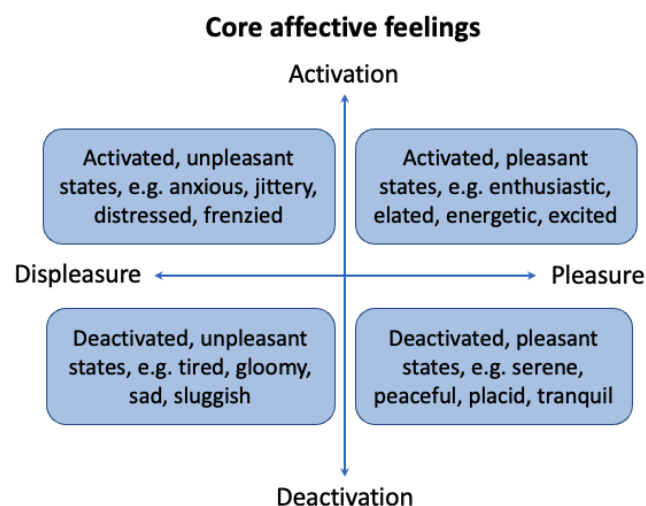 Core affective feelings
Activation
Activated, unpleasant
states, e.g. anxious, jittery,
distressed, frenzied
Activated, pleasant
states, e.g. enthusiastic,
elated, energetic, excited
Displeasure
Pleasure
Deactivated, unpleasant
states, e.g. tired, gloomy,
sad, sluggish
Deactivated, pleasant
states, e.g. serene,
peaceful, placid, tranquil
Deactivation